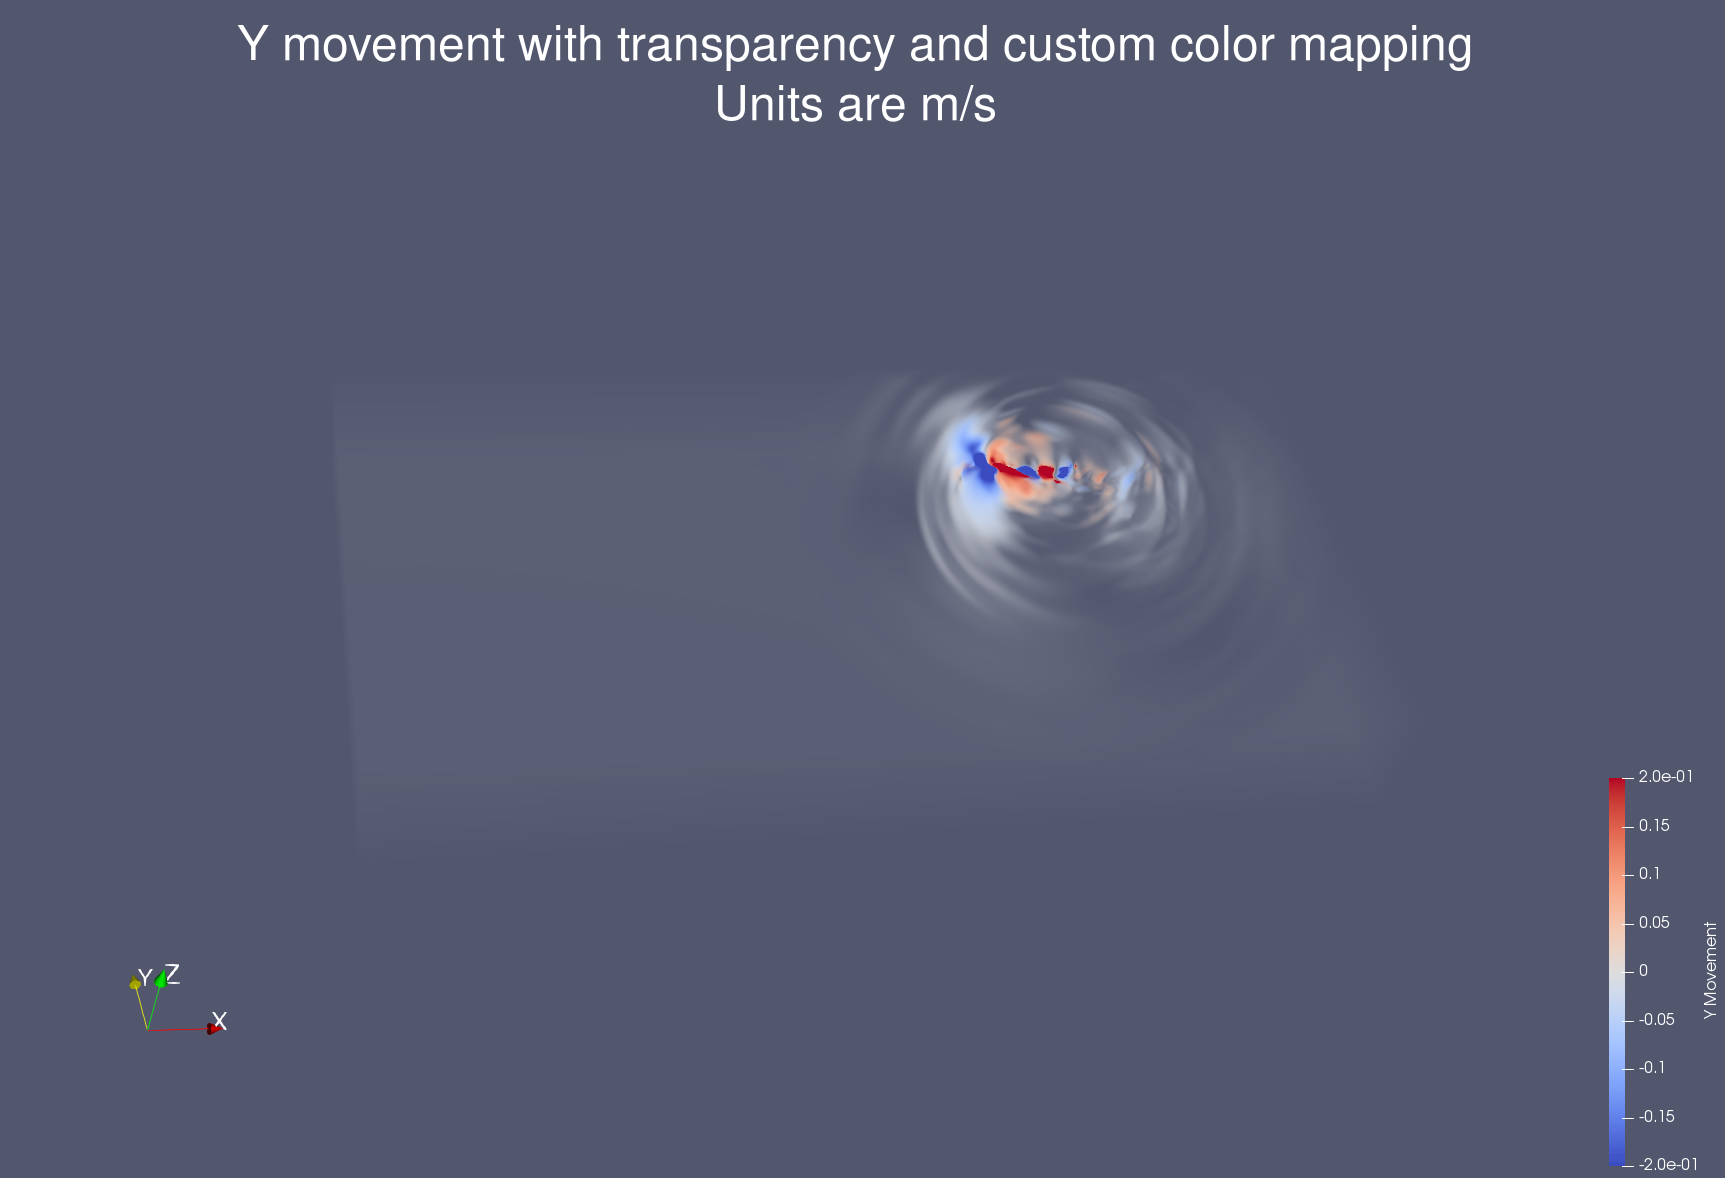 Y movement with transparency and custom color mapping
Units are m/s
2.0e-01
0.15
0.1
0.05
0
-0.05
-0.1
-0.15
-2.0e-01
Y Movement
Y Z
X